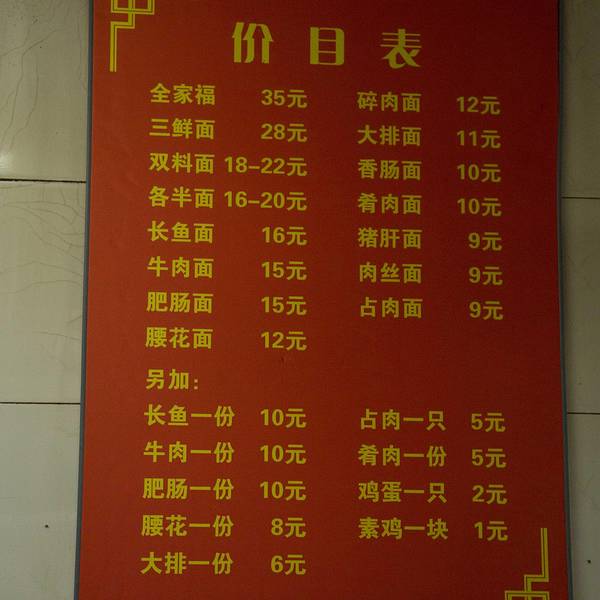 价目表
全家福 35元
三鲜面 28元
双料面 18-22元
各半面 16-20元
长鱼面 16元
牛肉面 15元
肥肠面 15元
腰花面 12元
碎肉面 12元
大排面 11元
香肠面 10元
肴肉面 10元
猪肝面 9元
肉丝面 9元
占肉面 9元
另加:
长鱼一份 10元
牛肉一份 10元
肥肠一份 10元
腰花一份 8元
大排一份 6元
占肉一只 5元
肴肉一份 5元
鸡蛋一只 2元
素鸡一块 1元